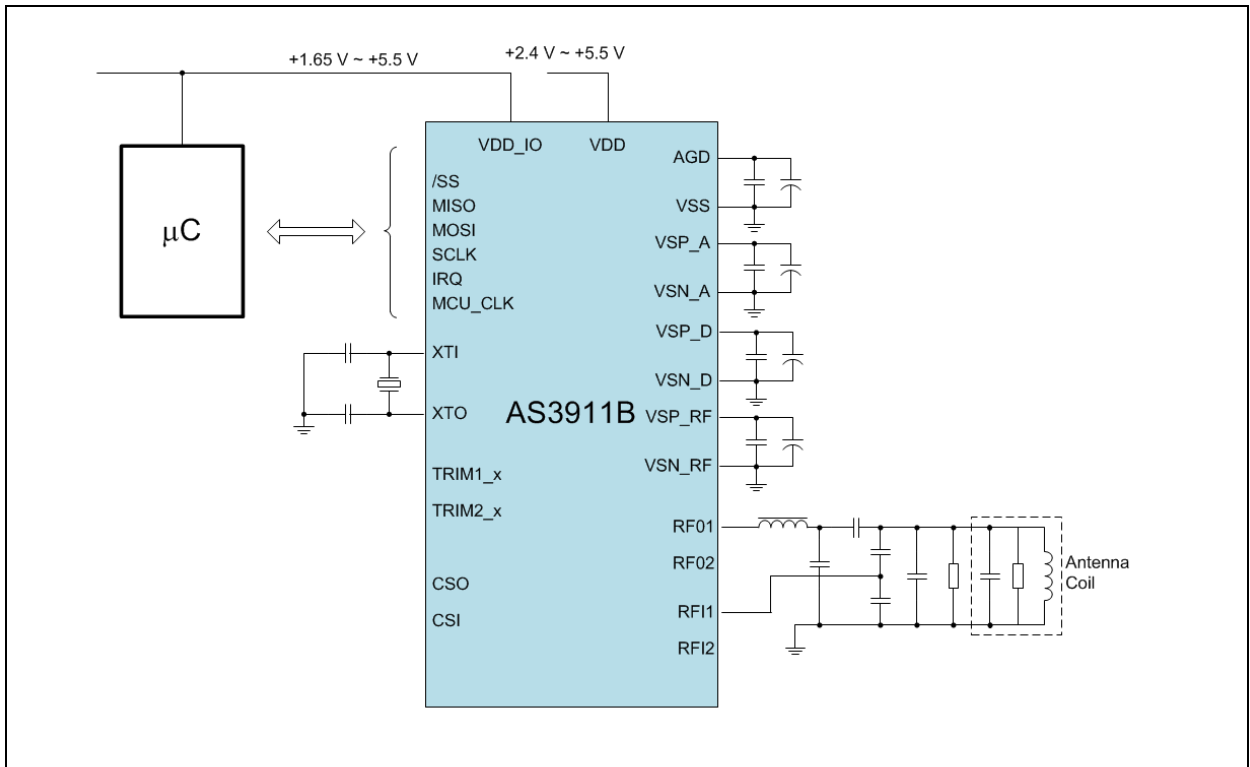 +1.65 V ~ +5.5 V
+2.4 V ~ +5.5 V
μC
VDD_IO
VDD
/SS
MISO
MOSI
SCLK
IRQ
MCU_CLK
XTI
XTO
TRIM1_x
TRIM2_x
CSO
CSI
AS3911B
AGD
VSS
VSP_A
VSN_A
VSP_D
VSN_D
VSP_RF
VSN_RF
RF01
RF02
RFI1
RFI2
Antenna
Coil